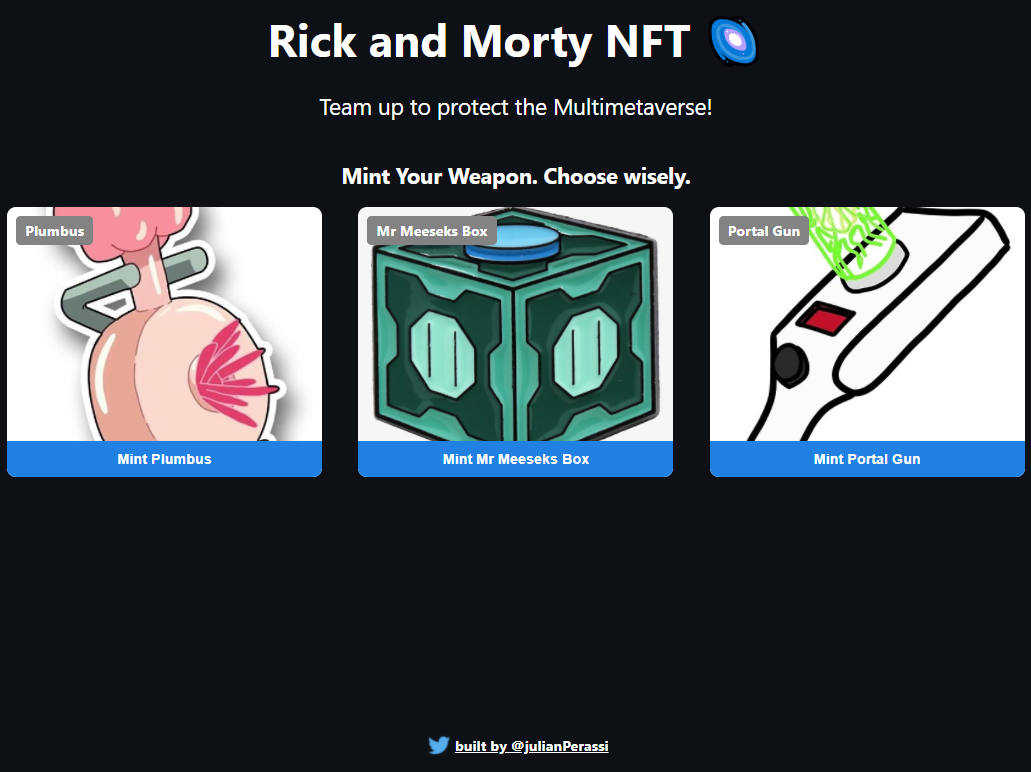 Rick and Morty NFT
Team up to protect the Multimetaverse!
Mint Your Weapon. Choose wisely.
Plumbus
Mr Meeseks Box
Portal Gun
Mint Plumbus
Mint Mr Meeseks Box
Mint Portal Gun
built by @julianPerassi